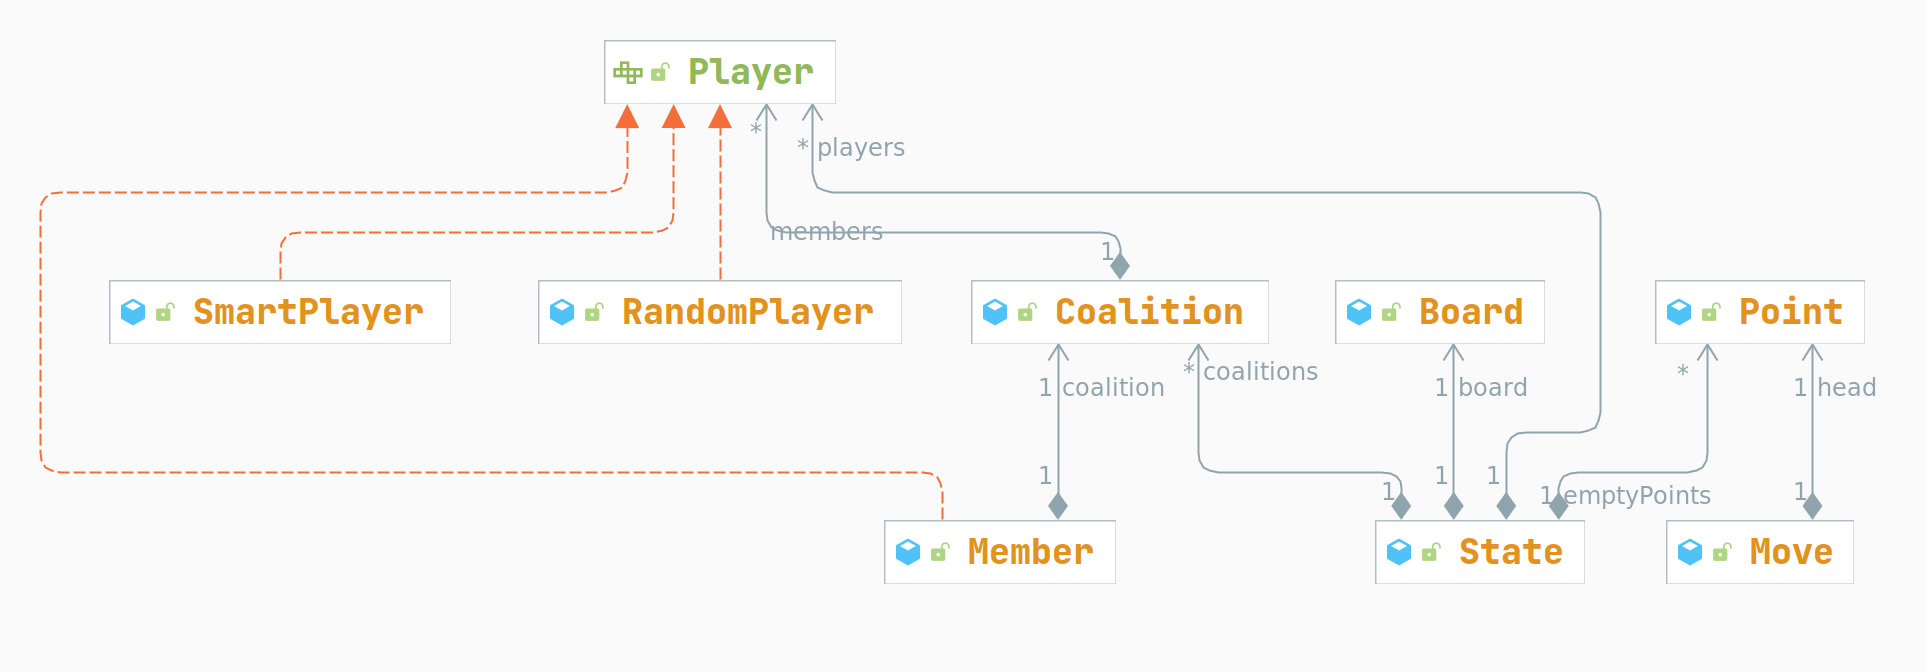 Player
*
* players
members
1
SmartPlayer
RandomPlayer
Coalition
Board
Point
1 coalition
* coalitions
1 board
*
1 head
1
1
1
1
1
1 emptyPoints
1
Member
State
Move